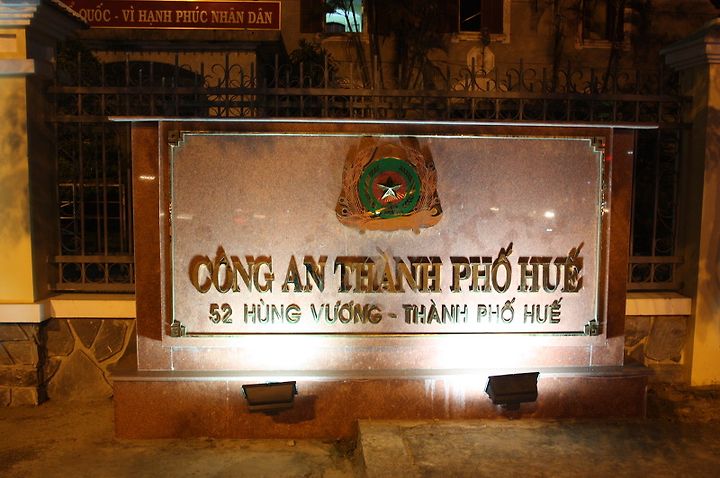 QUỐC - VÌ HẠNH PHÚC NHÂN DÂN
CÔNG AN THÀNH PHỐ HUẾ
52 HÙNG VƯƠNG - THÀNH PHỐ HUẾ